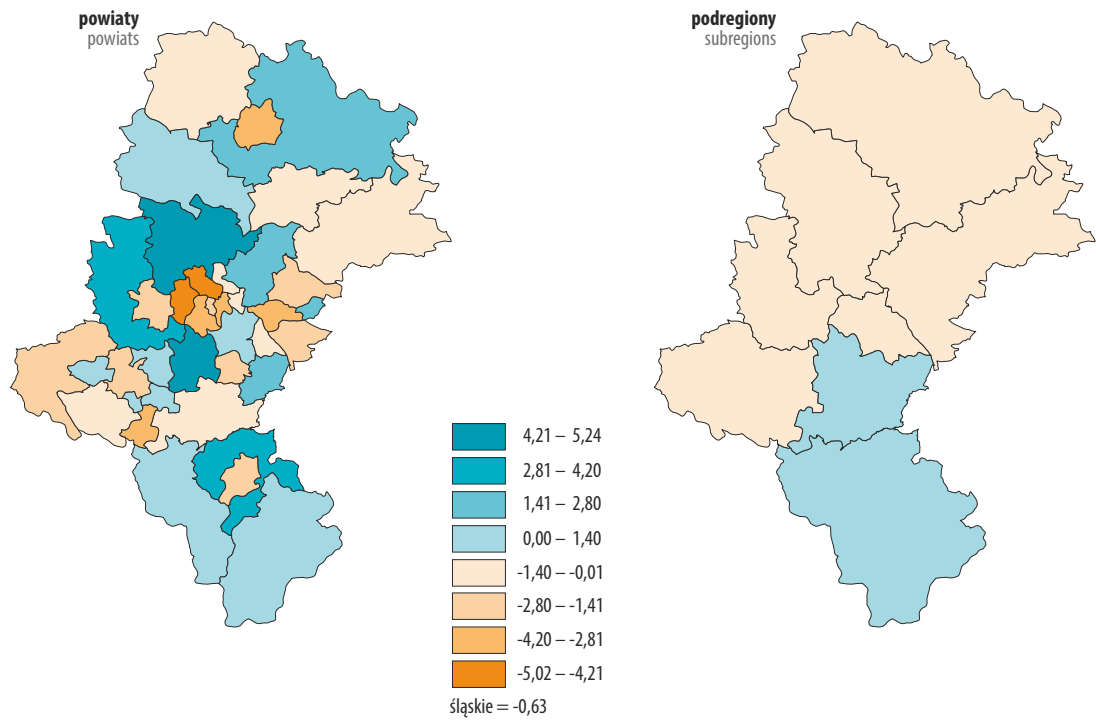 powiaty
powiats
podregiony
subregions
4,21 – 5,24
2,81 – 4,20
1,41 – 2,80
0,00 – 1,40
-1,40 – -0,01
-2,80 – -1,41
-4,20 – -2,81
-5,02 – -4,21
śląskie = -0,63